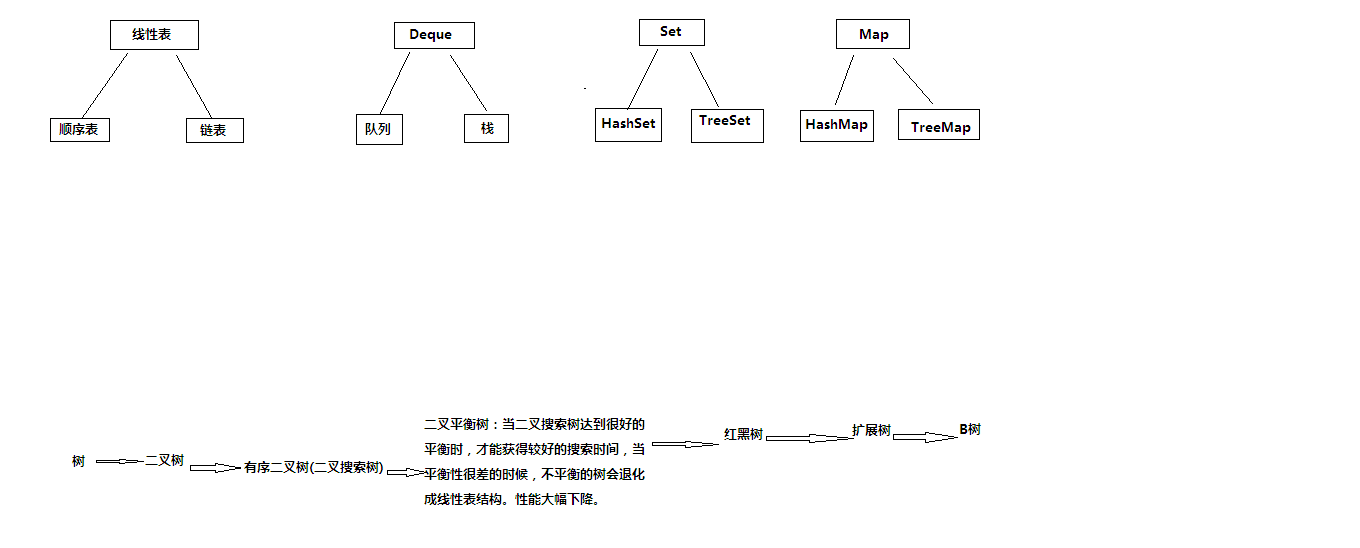 线性表
Deque
Set
Map
顺序表
链表
队列
栈
HashSet
TreeSet
HashMap
TreeMap
树
二叉树
有序二叉树(二叉搜索树)
二叉平衡树：当二叉搜索树达到很好的
平衡时，才能获得较好的搜索时间，当
平衡性很差的时候，不平衡的树会退化
成线性表结构。性能大幅下降。
红黑树
扩展树
B树